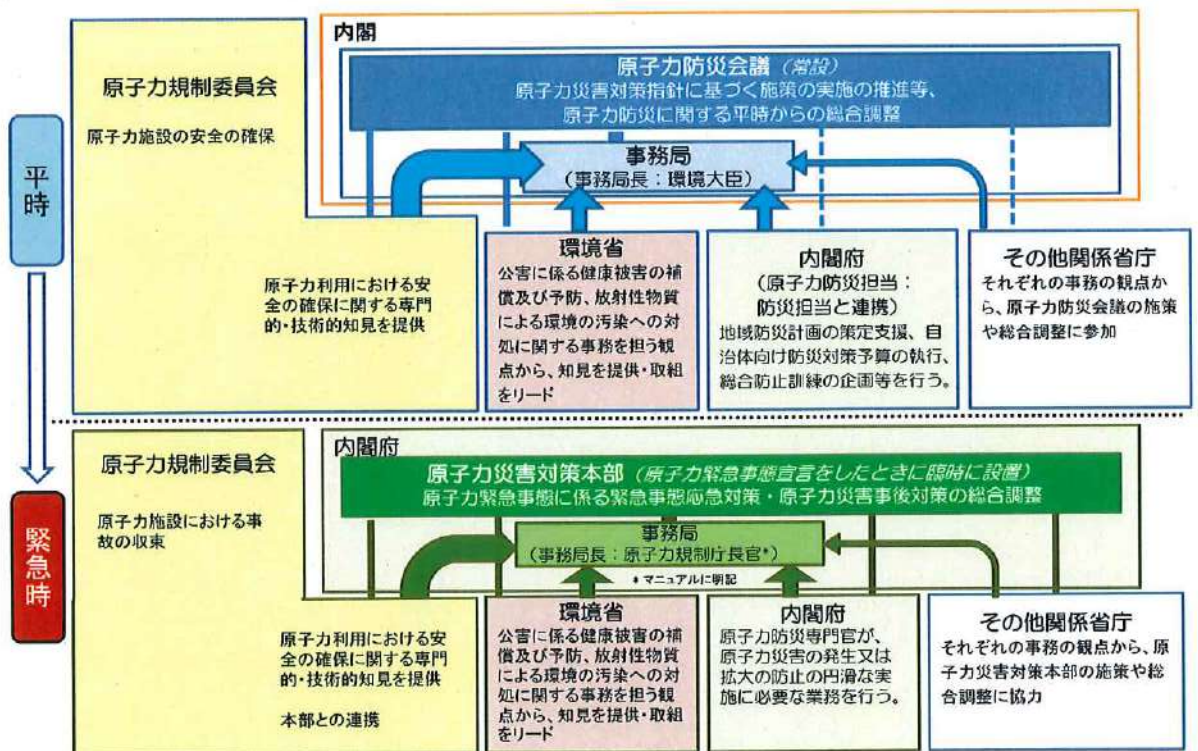 平時
原子力規制委員会
原子力施設の安全の確保
原子力利用における安
全の確保に関する専門
的・技術的知見を提供
内閣
原子力防災会議 (常設)
原子力災害対策指針に基づく施策の実施の推進等、
原子力防災に関する平時からの総合調整
事務局
(事務局長：環境大臣)
環境省
公害に係る健康被害の補
償及び予防、放射性物質
による環境の汚染への対
処に関する事務を担う観
点から、知見を提供・取組
をリード
内閣府
(原子力防災担当：
防災担当と連携)
地域防災計画の策定支援、自
治体向け防災対策予算の執行、
総合防止訓練の企画等を行う。
その他関係省庁
それぞれの事務の観点か
ら、原子力防災会議の施策
や総合調整に参加
緊急時
原子力規制委員会
原子力施設における事
故の収束
原子力利用における安
全の確保に関する専門
的・技術的知見を提供
本部との連携
内閣府
原子力災害対策本部 (原子力緊急事態宣言をしたときに臨時に設置)
原子力緊急事態に係る緊急事態応急対策・原子力災害事後対策の総合調整
事務局
(事務局長：原子力規制庁長官*)
* マニュアルに明記
環境省
公害に係る健康被害の補
償及び予防、放射性物質
による環境の汚染への対
処に関する事務を担う観
点から、知見を提供・取組
をリード
内閣府
原子力防災専門官が、
原子力災害の発生又は
拡大の防止の円滑な実
施に必要な業務を行う。
その他関係省庁
それぞれの事務の観点から、原
子力災害対策本部の施策や総
合調整に協力